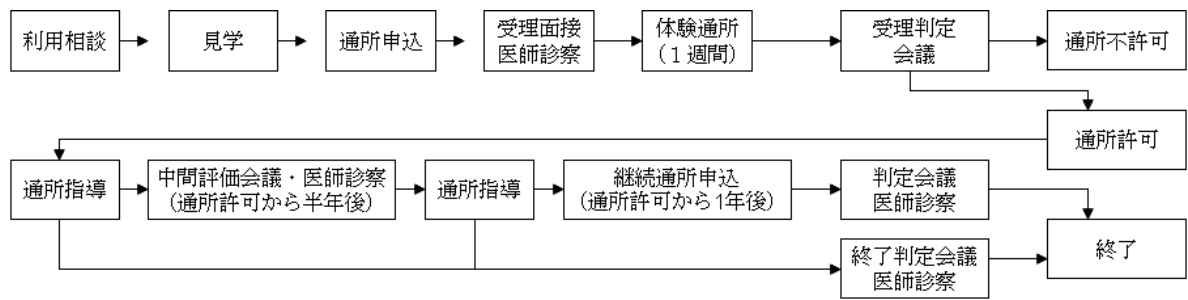 利用相談
見学
通所申込
受理面接
医師診察
体験通所
(１週間)
受理判定
会議
通所不許可
通所許可
通所指導
中間評価会議・医師診察
(通所許可から半年後)
通所指導
継続通所申込
(通所許可から1年後)
判定会議
医師診察
終了判定会議
医師診察
終了